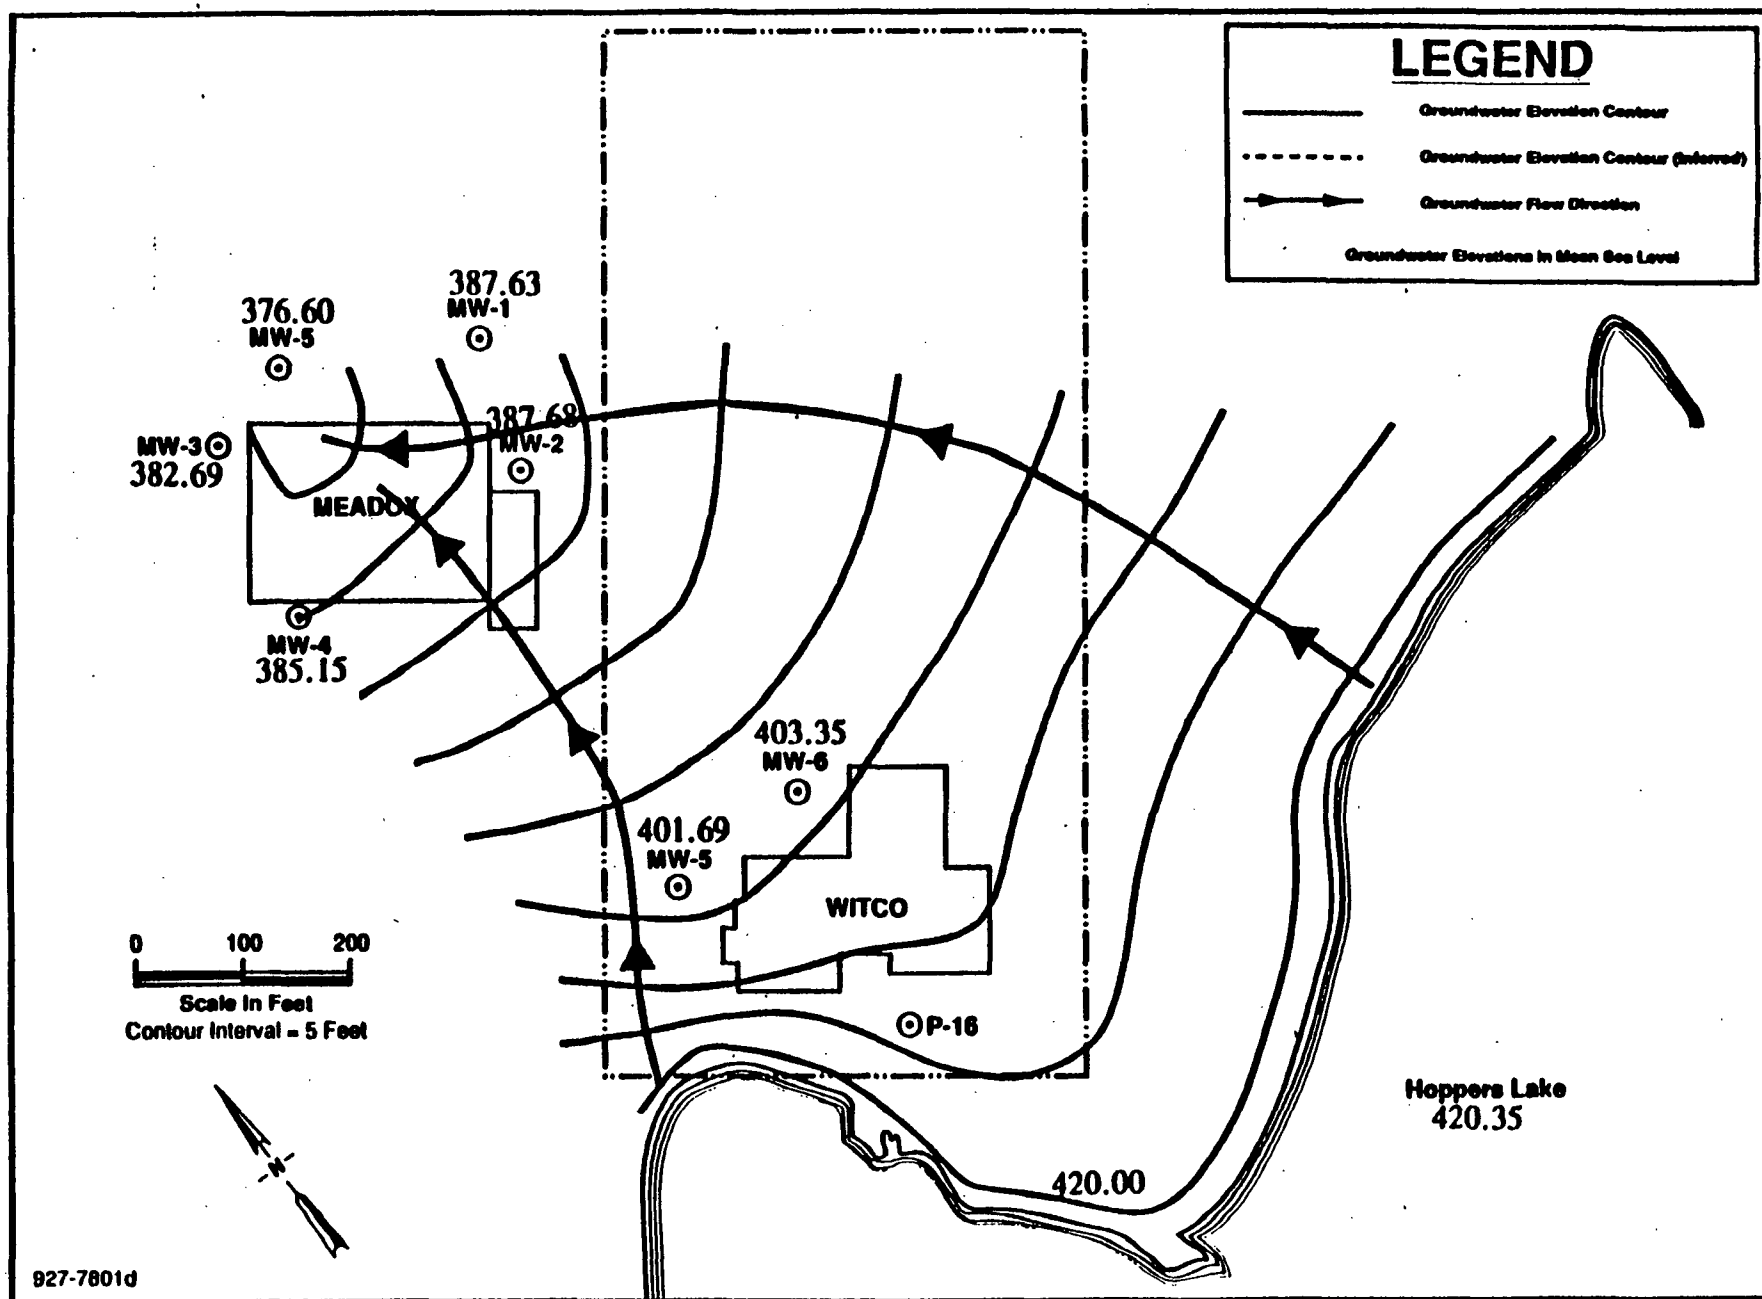 LEGEND
Groundwater Elevation Contour
Groundwater Elevation Contour (Inferred)
Groundwater Flow Direction
Groundwater Elevations in Mean Sea Level
387.63
MW-1
376.60
MW-5
387.68
MW-2
MW-3
382.69
MEADOX
MW-4
385.15
403.35
MW-6
401.69
MW-5
WITCO
0 100 200
Scale In Feet
Contour Interval = 5 Feet
P-16
Hoppers Lake
420.35
420.00
N
927-7801d